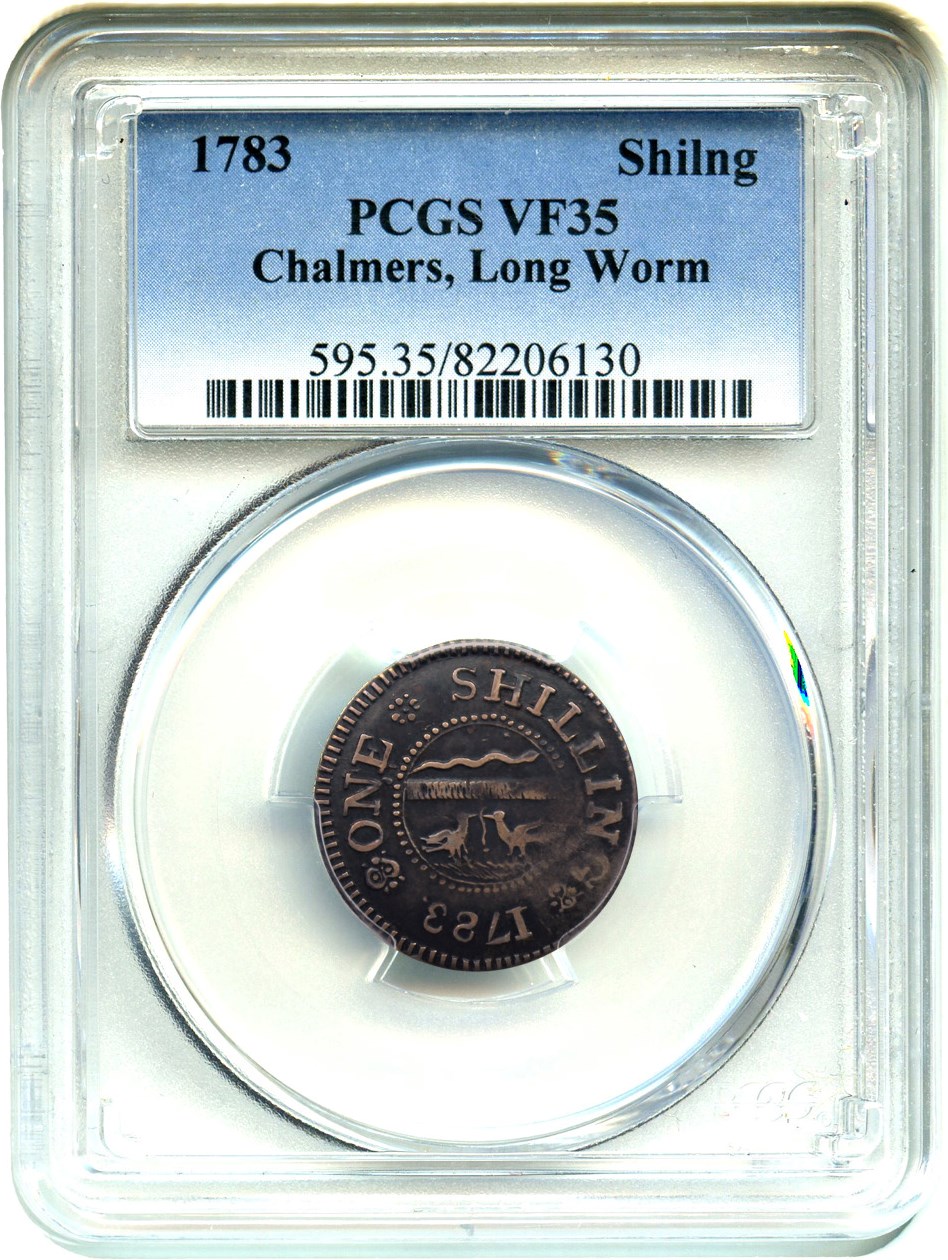 1783 Shilng
PCGS VF35
Chalmers, Long Worm
595.35/82206130
ONE SHILLING
1783